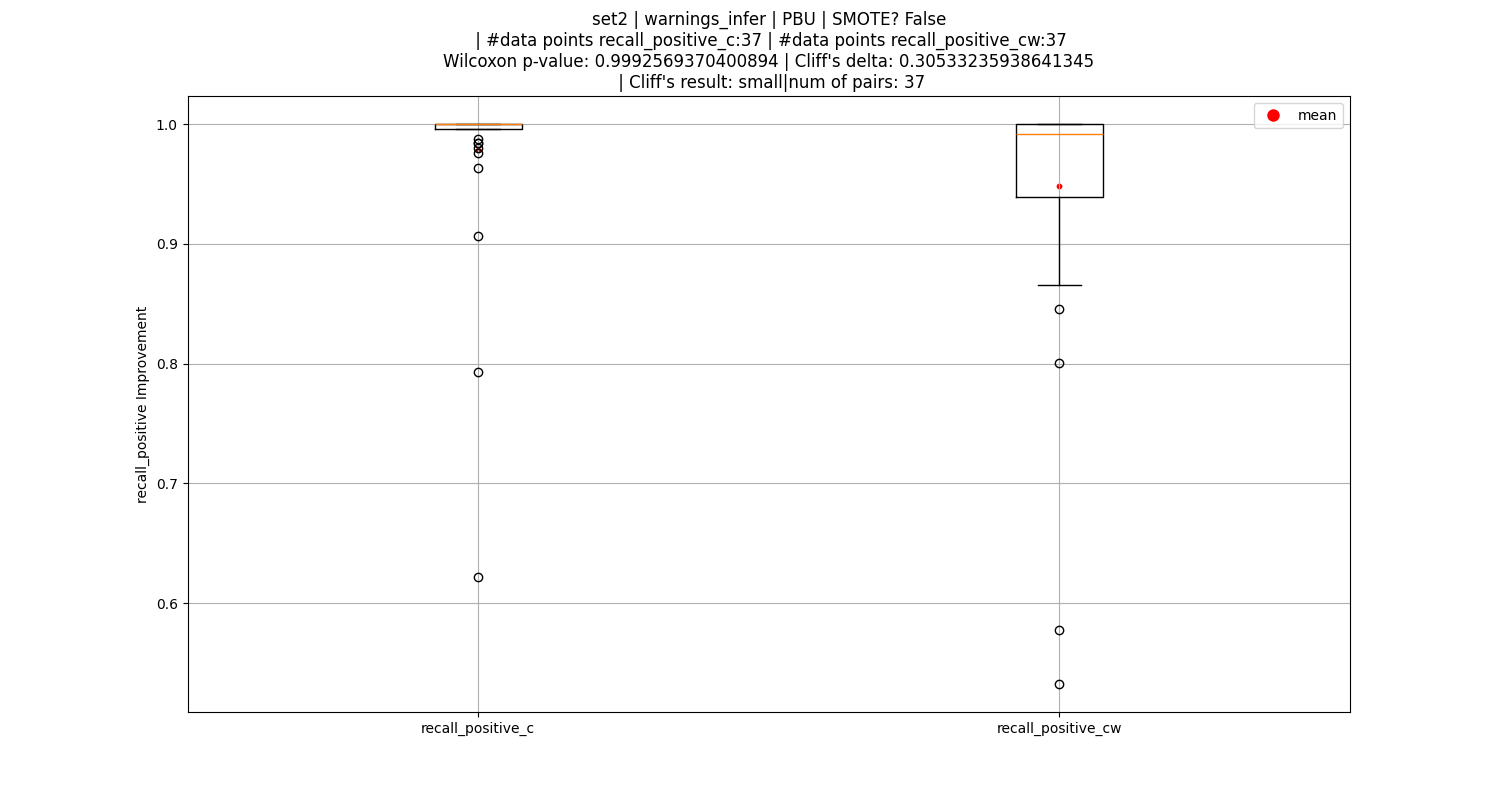 set2 | warnings_infer | PBU | SMOTE? False
| #data points recall_positive_c:37 | #data points recall_positive_cw:37
Wilcoxon p-value: 0.9992569370400894 | Cliff's delta: 0.30533235938641345
| Cliff's result: small|num of pairs: 37
mean
1.0
0.9
0.8
0.7
0.6
recall_positive Improvement
recall_positive_c
recall_positive_cw